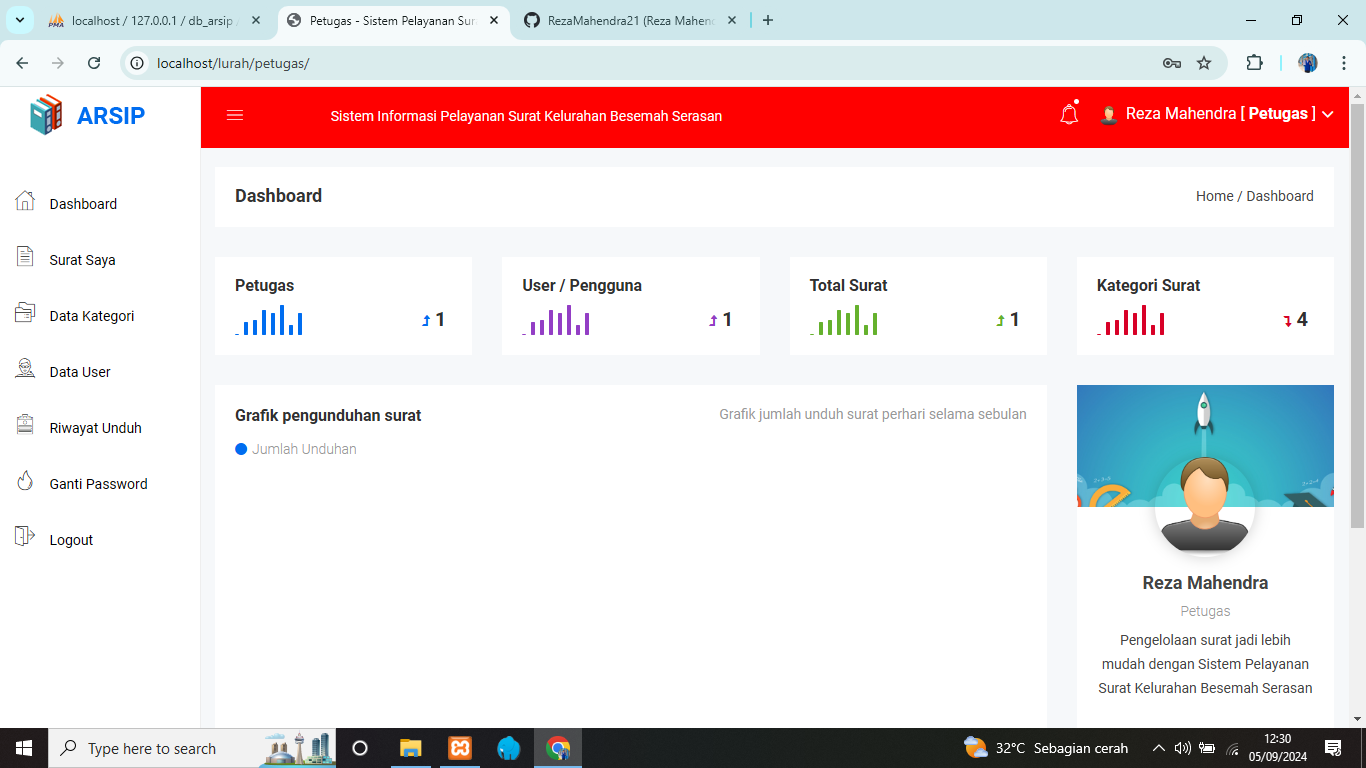 localhost / 127.0.0.1 / db_arsip
Petugas - Sistem Pelayanan Sur
RezaMahendra21 (Reza Mahend
localhost/lurah/petugas/
ARSIP
Sistem Informasi Pelayanan Surat Kelurahan Besemah Serasan
Reza Mahendra [ Petugas ]
Dashboard
Surat Saya
Data Kategori
Data User
Riwayat Unduh
Ganti Password
Logout
Dashboard
Home / Dashboard
Petugas
1
User / Pengguna
1
Total Surat
1
Kategori Surat
4
Grafik pengunduhan surat
Grafik jumlah unduh surat perhari selama sebulan
Jumlah Unduhan
Reza Mahendra
Petugas
Pengelolaan surat jadi lebih
mudah dengan Sistem Pelayanan
Surat Kelurahan Besemah Serasan
Type here to search
32°C Sebagian cerah
12:30
05/09/2024